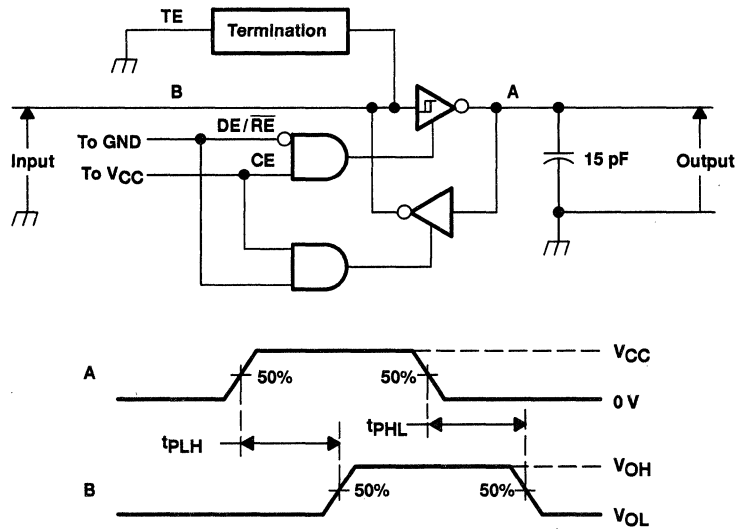 TE
Termination
B
A
DE/RE
To GND
Input
CE
15 pF
Output
To VCC
VCC
A
50%
50%
0 V
tPLH
tPHL
VOH
B
50%
50%
VOL